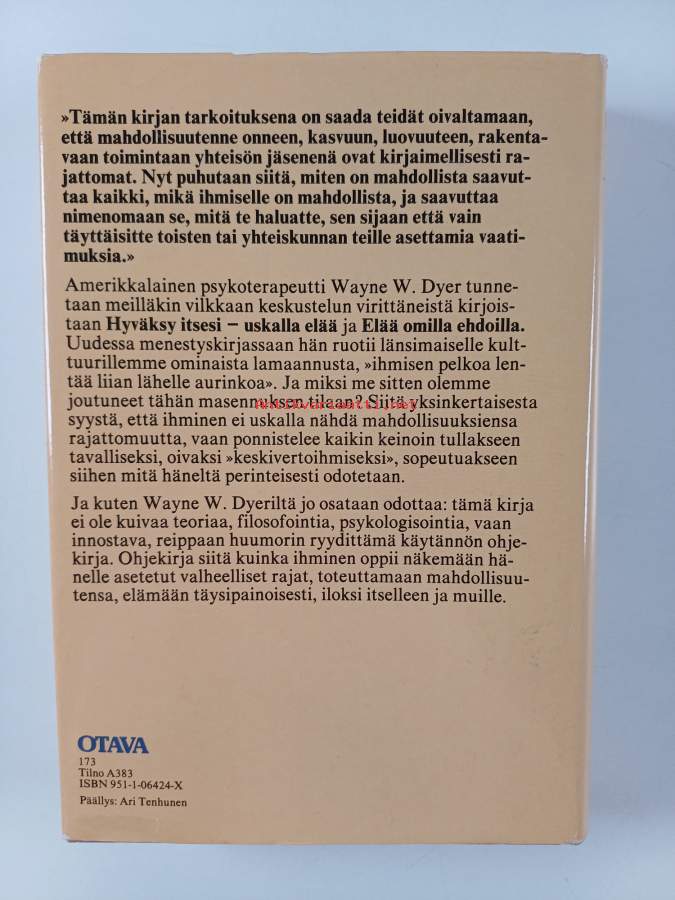 »Tämän kirjan tarkoituksena on saada teidät oivaltamaan,
että mahdollisuutenne onneen, kasvuun, luovuuteen, rakenta-
vaan toimintaan yhteisön jäsenenä ovat kirjaimellisesti ra-
jattomat. Nyt puhutaan siitä, miten on mahdollista saavut-
taa kaikki, mikä ihmiselle on mahdollista, ja saavuttaa
nimenomaan se, mitä te haluatte, sen sijaan että vain
täyttäisitte toisten tai yhteiskunnan teille asettamia vaati-
muksia.»
Amerikkalainen psykoterapeutti Wayne W. Dyer tunne-
taan meilläkin vilkkaan keskustelun virittäneistä kirjois-
taan Hyväksy itsesi – uskalla elää ja Elää omilla ehdoilla.
Uudessa menestyskirjassaan hän ruotii länsimaiselle kult-
tuurillemme ominaista lamaannusta, »ihmisen pelkoa len-
tää liian lähelle aurinkoa». Ja miksi me sitten olemme
joutuneet tähän masennuksen tilaan? Siitä yksinkertaisesta
Antikvariaatti.net
syystä, että ihminen ei uskalla nähdä mahdollisuuksiensa
rajattomuutta, vaan ponnistelee kaikin keinoin tullakseen
tavalliseksi, oivaksi »keskivertoihmiseksi», sopeutuakseen
siihen mitä häneltä perinteisesti odotetaan.
Ja kuten Wayne W. Dyeriltä jo osataan odottaa: tämä kirja
ei ole kuivaa teoriaa, filosofointia, psykologisointia, vaan
innostava, reippaan huumorin ryydittämä käytännön ohje-
kirja. Ohjekirja siitä kuinka ihminen oppii näkemään hä-
nelle asetetut valheelliset rajat, toteuttamaan mahdollisuu-
tensa, elämään täysipainoisesti, iloksi itselleen ja muille.
OTAVA
173
Tilno A383
ISBN 951-1-06424-X
Päällys: Ari Tenhunen